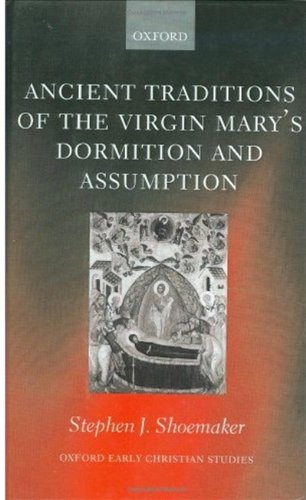 OXFORD
ANCIENT TRADITIONS
OF THE VIRGIN MARY'S
DORMITION AND
ASSUMPTION
Stephen J. Shoemaker
OXFORD EARLY CHRISTIAN STUDIES